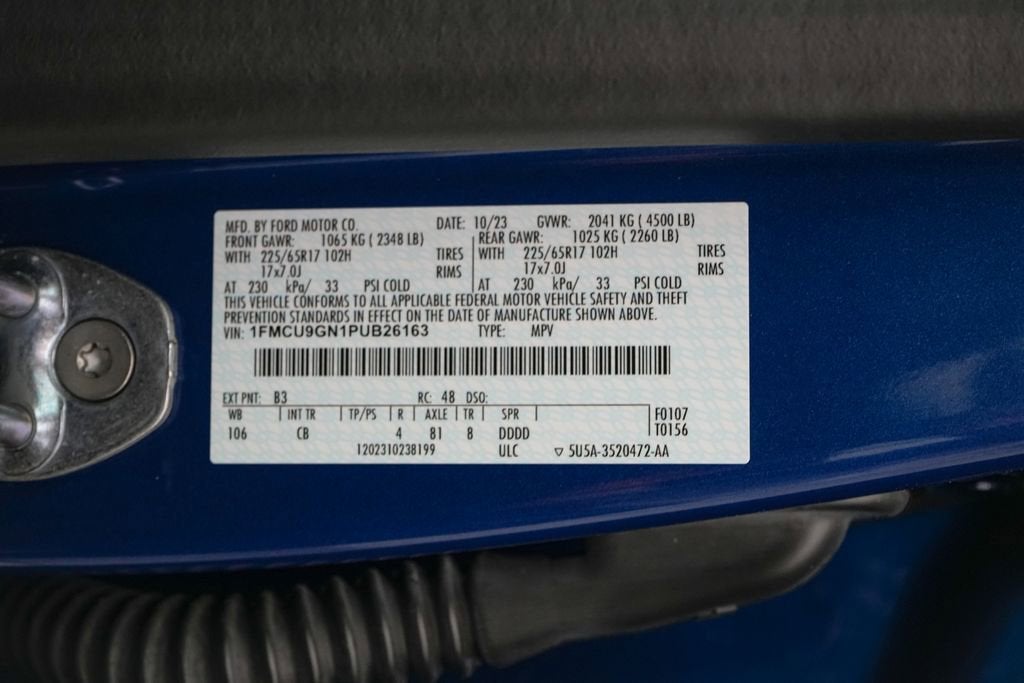 MFD. BY FORD MOTOR CO. DATE: 10/23 GVWR: 2041 KG ( 4500 LB)
FRONT GAWR: 1065 KG ( 2348 LB) REAR GAWR: 1025 KG ( 2260 LB)
WITH 225/65R17 102H TIRES WITH 225/65R17 102H TIRES
17x7.0J RIMS 17x7.0J RIMS
AT 230 kPa/ 33 PSI COLD AT 230 kPa/ 33 PSI COLD
THIS VEHICLE CONFORMS TO ALL APPLICABLE FEDERAL MOTOR VEHICLE SAFETY AND THEFT
PREVENTION STANDARDS IN EFFECT ON THE DATE OF MANUFACTURE SHOWN ABOVE.
VIN: 1FMCU9GN1PUB26163 TYPE: MPV
EXT PNT: B3 RC: 48 DSO:
WB INT TR TP/PS R AXLE TR SPR F0107
106 CB 4 81 8 DDDD T0156
1202310238199 ULC ▽ 5U5A-3520472-AA